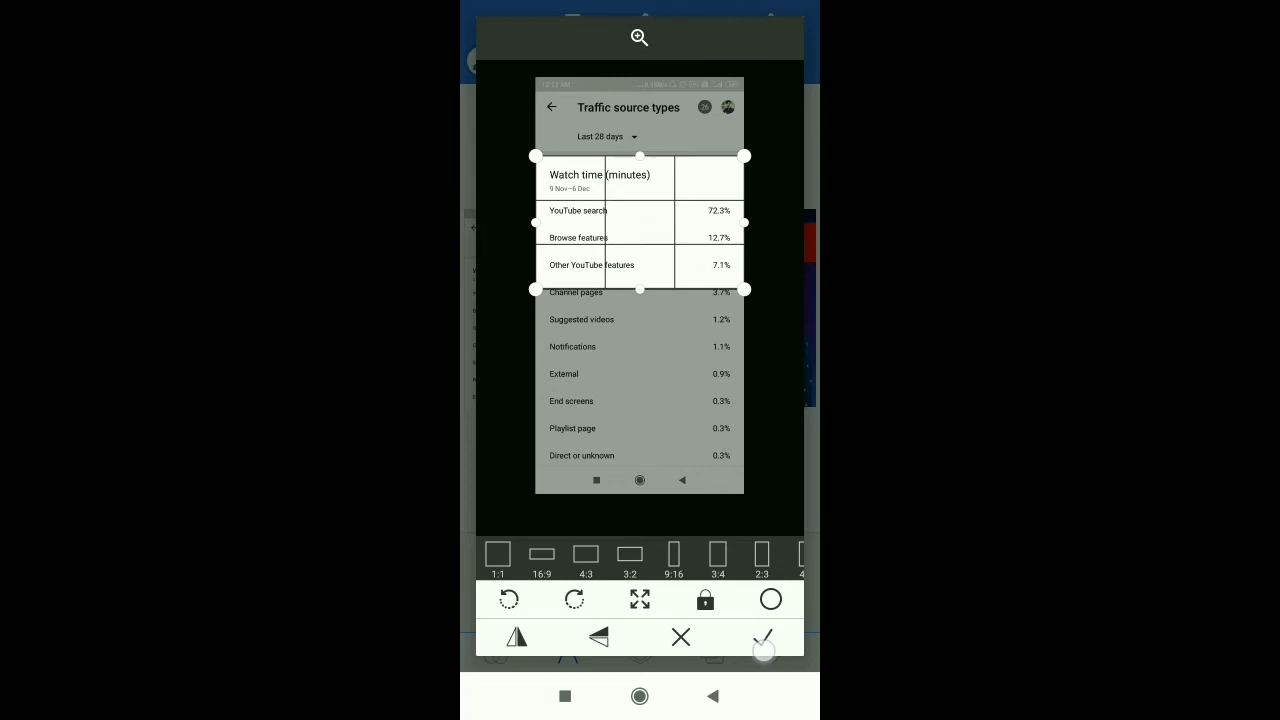 Traffic source types
26
Last 28 days
Watch time (minutes)
9 Nov–6 Dec
YouTube search 72.3%
Browse features 12.7%
Other YouTube features 7.1%
Channel pages 3.7%
Suggested videos 1.2%
Notifications 1.1%
External 0.9%
End screens 0.3%
Playlist page 0.3%
Direct or unknown 0.3%
1:1 16:9 4:3 3:2 9:16 3:4 2:3